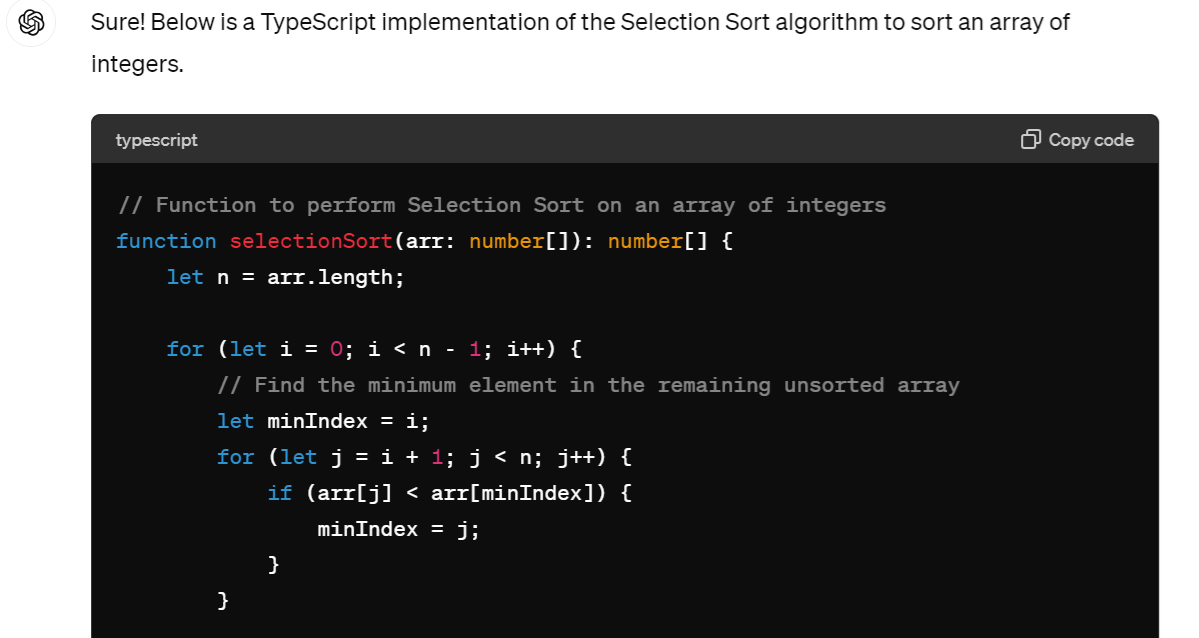 Sure! Below is a TypeScript implementation of the Selection Sort algorithm to sort an array of
integers.
typescript
Copy code
// Function to perform Selection Sort on an array of integers
function selectionSort(arr: number[]): number[] {
    let n = arr.length;
    for (let i = 0; i < n - 1; i++) {
        // Find the minimum element in the remaining unsorted array
        let minIndex = i;
        for (let j = i + 1; j < n; j++) {
            if (arr[j] < arr[minIndex]) {
                minIndex = j;
            }
        }